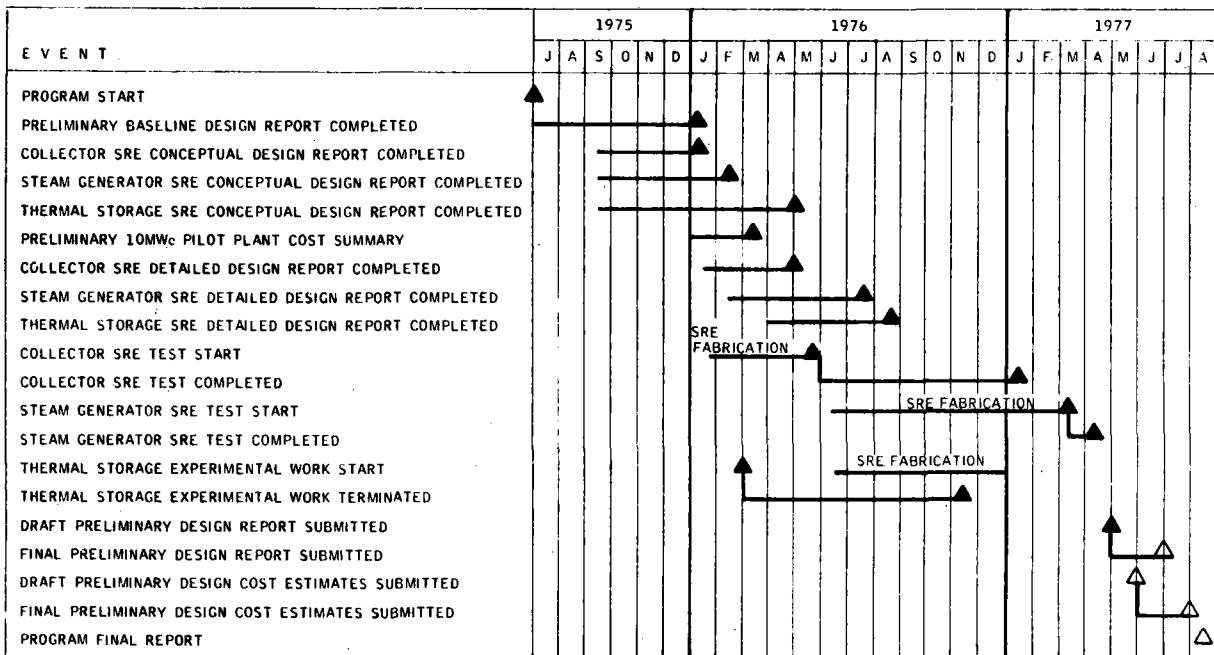 1975 1976 1977
EVENT
J A S O N D J F M A M J J A S O N D J F M A M J J A
PROGRAM START
PRELIMINARY BASELINE DESIGN REPORT COMPLETED
COLLECTOR SRE CONCEPTUAL DESIGN REPORT COMPLETED
STEAM GENERATOR SRE CONCEPTUAL DESIGN REPORT COMPLETED
THERMAL STORAGE SRE CONCEPTUAL DESIGN REPORT COMPLETED
PRELIMINARY 10MWe PILOT PLANT COST SUMMARY
COLLECTOR SRE DETAILED DESIGN REPORT COMPLETED
STEAM GENERATOR SRE DETAILED DESIGN REPORT COMPLETED
THERMAL STORAGE SRE DETAILED DESIGN REPORT COMPLETED
SRE
FABRICATION
COLLECTOR SRE TEST START
COLLECTOR SRE TEST COMPLETED
STEAM GENERATOR SRE TEST START SRE FABRICATION
STEAM GENERATOR SRE TEST COMPLETED
THERMAL STORAGE EXPERIMENTAL WORK START SRE FABRICATION
THERMAL STORAGE EXPERIMENTAL WORK TERMINATED
DRAFT PRELIMINARY DESIGN REPORT SUBMITTED
FINAL PRELIMINARY DESIGN REPORT SUBMITTED
DRAFT PRELIMINARY DESIGN COST ESTIMATES SUBMITTED
FINAL PRELIMINARY DESIGN COST ESTIMATES SUBMITTED
PROGRAM FINAL REPORT